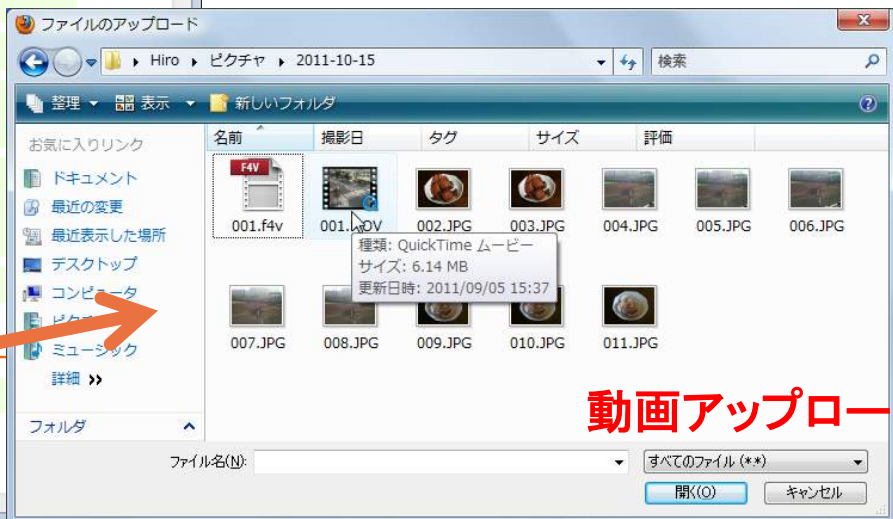 ファイルのアップロード
Hiro ▸ ピクチャ ▸ 2011-10-15
検索
整理 表示 新しいフォルダ
お気に入りリンク
ドキュメント
最近の変更
最近表示した場所
デスクトップ
コンピュータ
ミュージック
詳細 >>
フォルダ
名前 撮影日 タグ サイズ 評価
F4V
001.f4v 002.JPG 003.JPG 004.JPG 005.JPG 006.JPG
種類: QuickTime ムービー
サイズ: 6.14 MB
更新日時: 2011/09/05 15:37
007.JPG 008.JPG 009.JPG 010.JPG 011.JPG
動画アップロー
ファイル名(N):
すべてのファイル (*.*)
開く(O) キャンセル